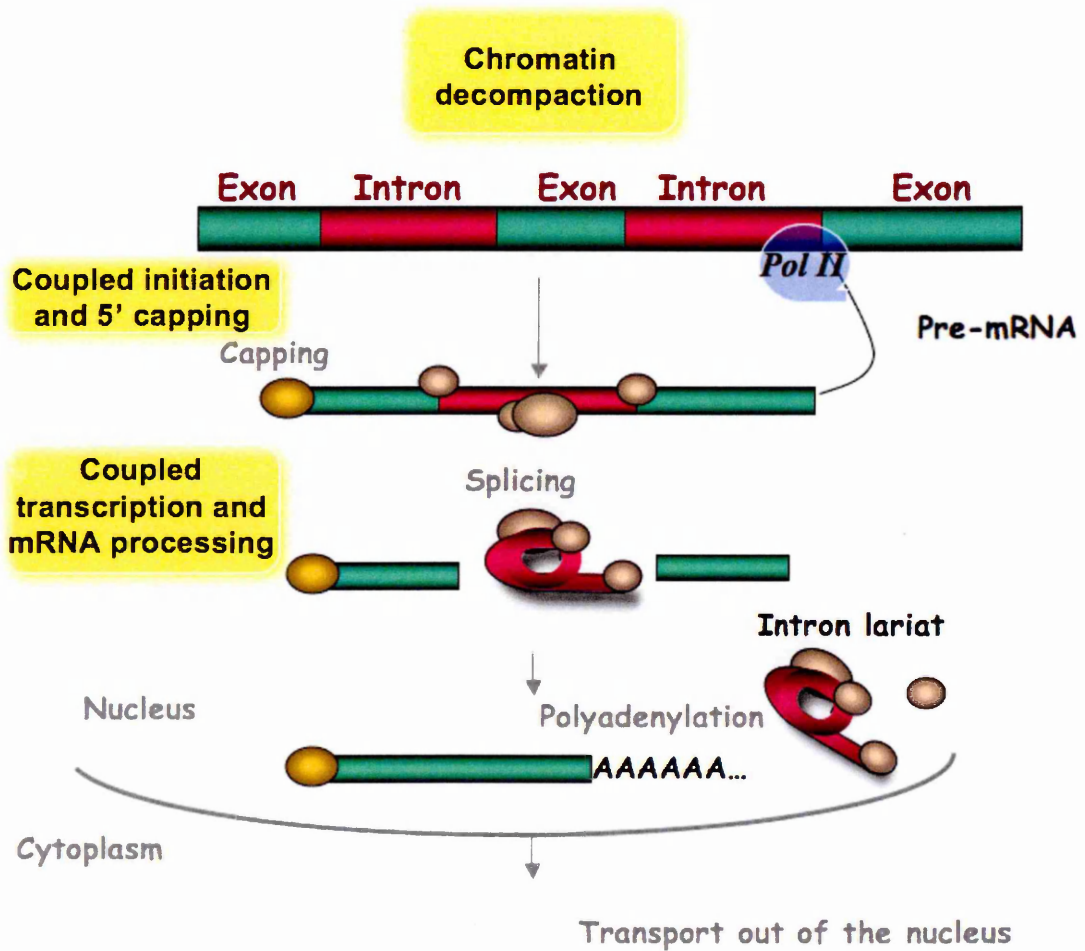 Chromatin
decompaction
Exon Intron Exon Intron Exon
Pol II
Coupled initiation
and 5' capping
Pre-mRNA
Capping
Coupled
transcription and
mRNA processing
Splicing
Intron lariat
Nucleus
Polyadenylation
AAAAAA...
Cytoplasm
Transport out of the nucleus